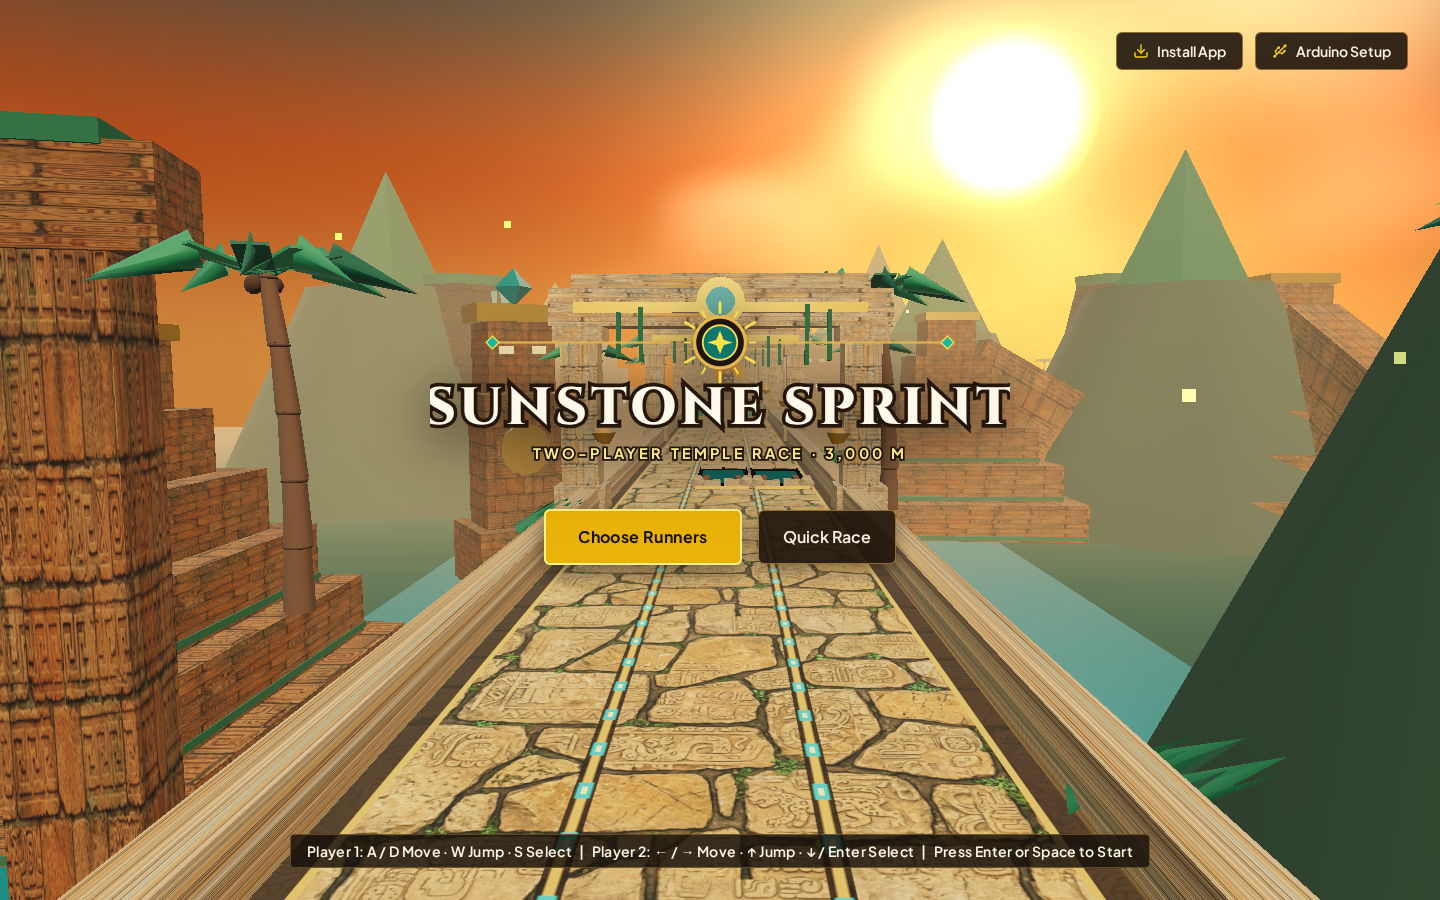 Install App
Arduino Setup
SUNSTONE SPRINT
TWO-PLAYER TEMPLE RACE · 3,000 M
Choose Runners
Quick Race
Player 1: A / D Move · W Jump · S Select | Player 2: ← / → Move · ↑ Jump · ↓ / Enter Select | Press Enter or Space to Start